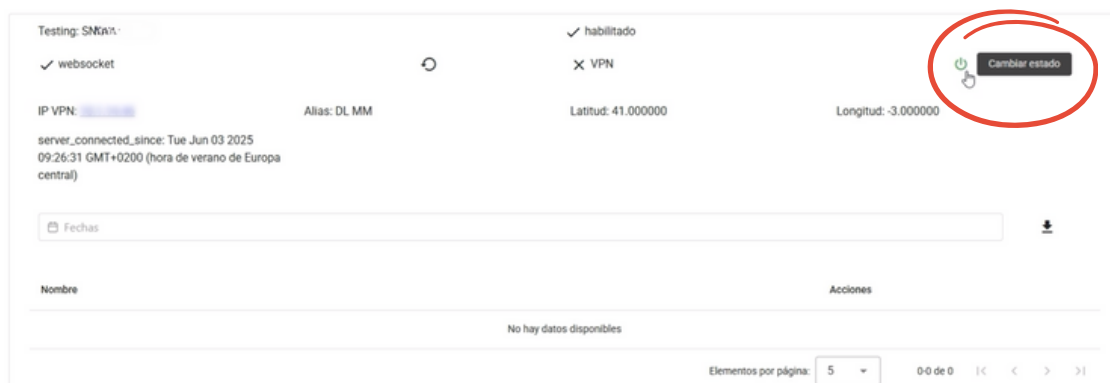 Testing:
habilitado
websocket
VPN
Cambiar estado
IP VPN:
Alias: DL MM
Latitud: 41.000000
Longitud: -3.000000
server_connected_since: Tue Jun 03 2025
09:26:31 GMT+0200 (hora de verano de Europa
central)
Fechas
Nombre
Acciones
No hay datos disponibles
Elementos por página: 5
0-0 de 0